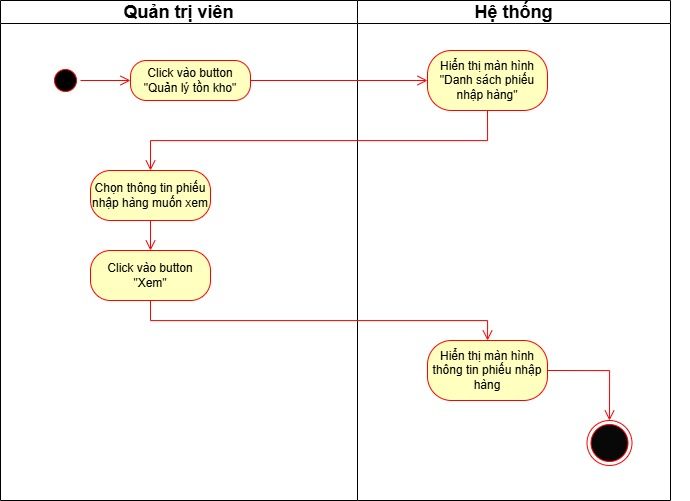 Quản trị viên
Hệ thống
Click vào button
"Quản lý tồn kho"
Hiển thị màn hình
"Danh sách phiếu
nhập hàng"
Chọn thông tin phiếu
nhập hàng muốn xem
Click vào button
"Xem"
Hiển thị màn hình
thông tin phiếu nhập
hàng